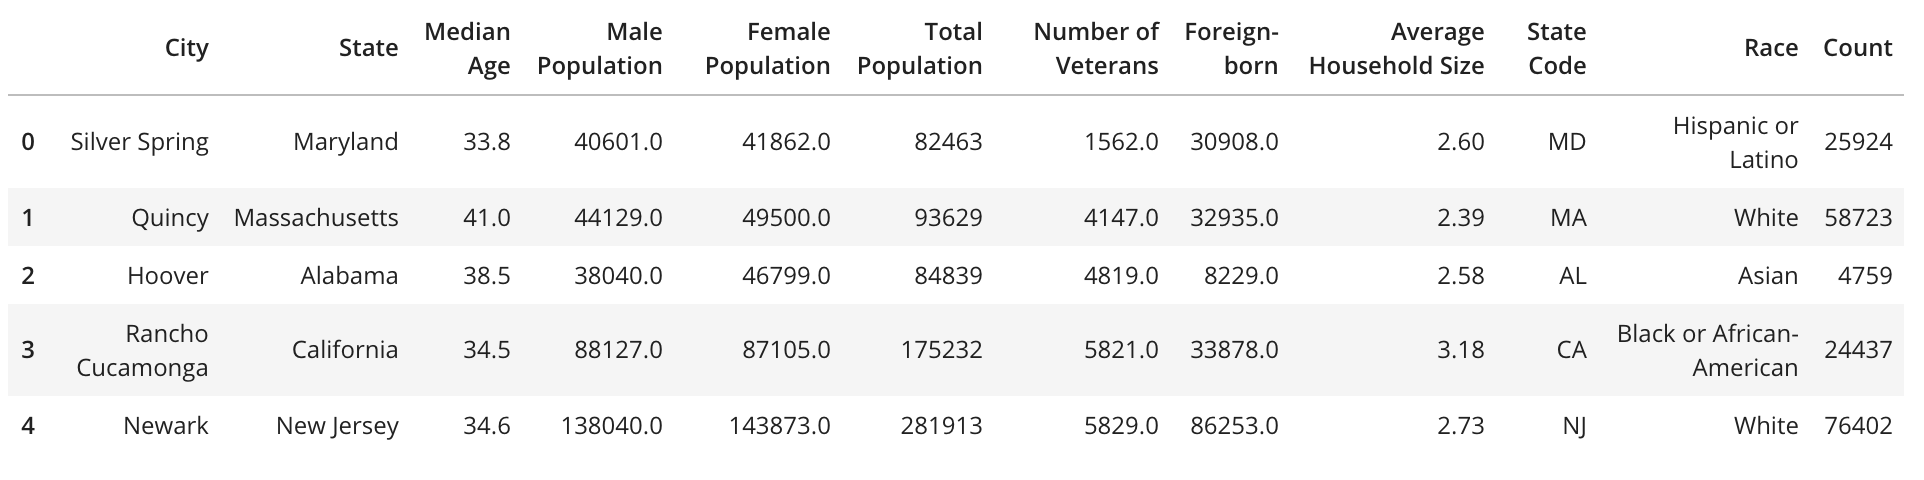 City State Median Age Male Population Female Population Total Population Number of Veterans Foreign-born Average Household Size State Code Race Count
0 Silver Spring Maryland 33.8 40601.0 41862.0 82463 1562.0 30908.0 2.60 MD Hispanic or Latino 25924
1 Quincy Massachusetts 41.0 44129.0 49500.0 93629 4147.0 32935.0 2.39 MA White 58723
2 Hoover Alabama 38.5 38040.0 46799.0 84839 4819.0 8229.0 2.58 AL Asian 4759
3 Rancho Cucamonga California 34.5 88127.0 87105.0 175232 5821.0 33878.0 3.18 CA Black or African-American 24437
4 Newark New Jersey 34.6 138040.0 143873.0 281913 5829.0 86253.0 2.73 NJ White 76402